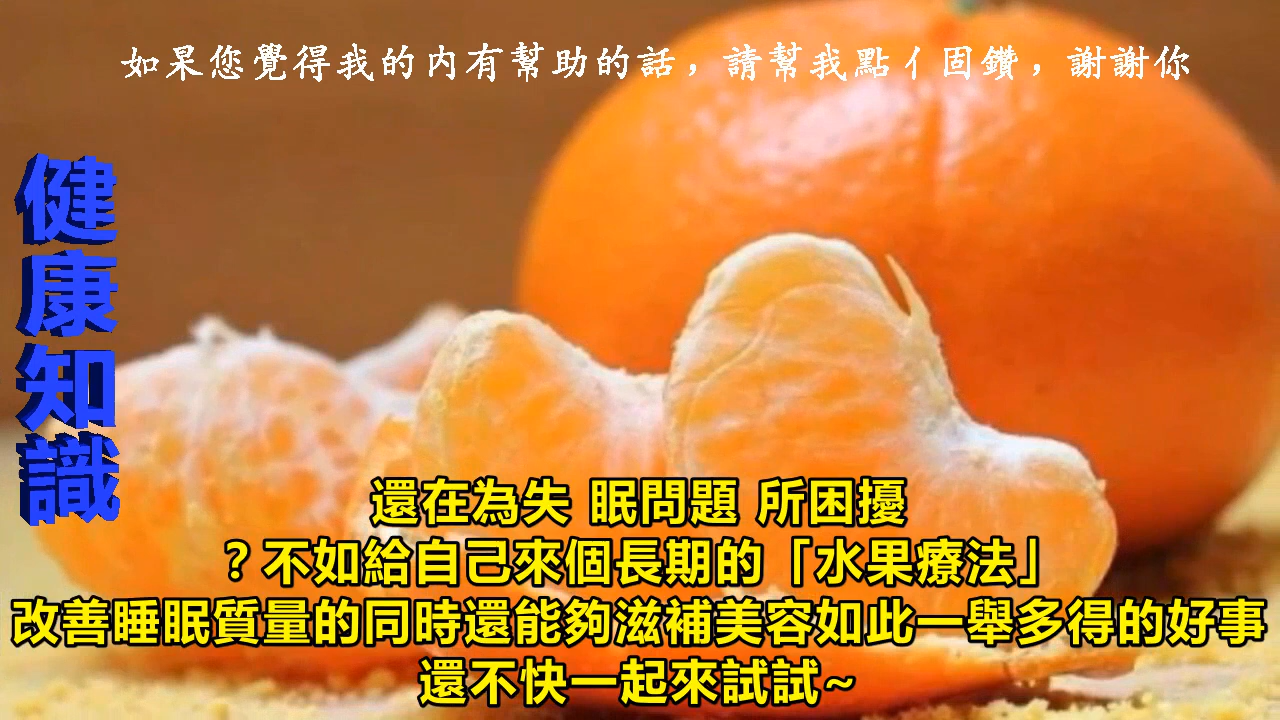 如果您覺得我的内有幫助的話，請幫我點亻固鑽，謝謝你
健康知識
還在為失 眠問題 所困擾
？不如給自己來個長期的「水果療法」
改善睡眠質量的同時還能夠滋補美容如此一舉多得的好事
還不快一起來試試~